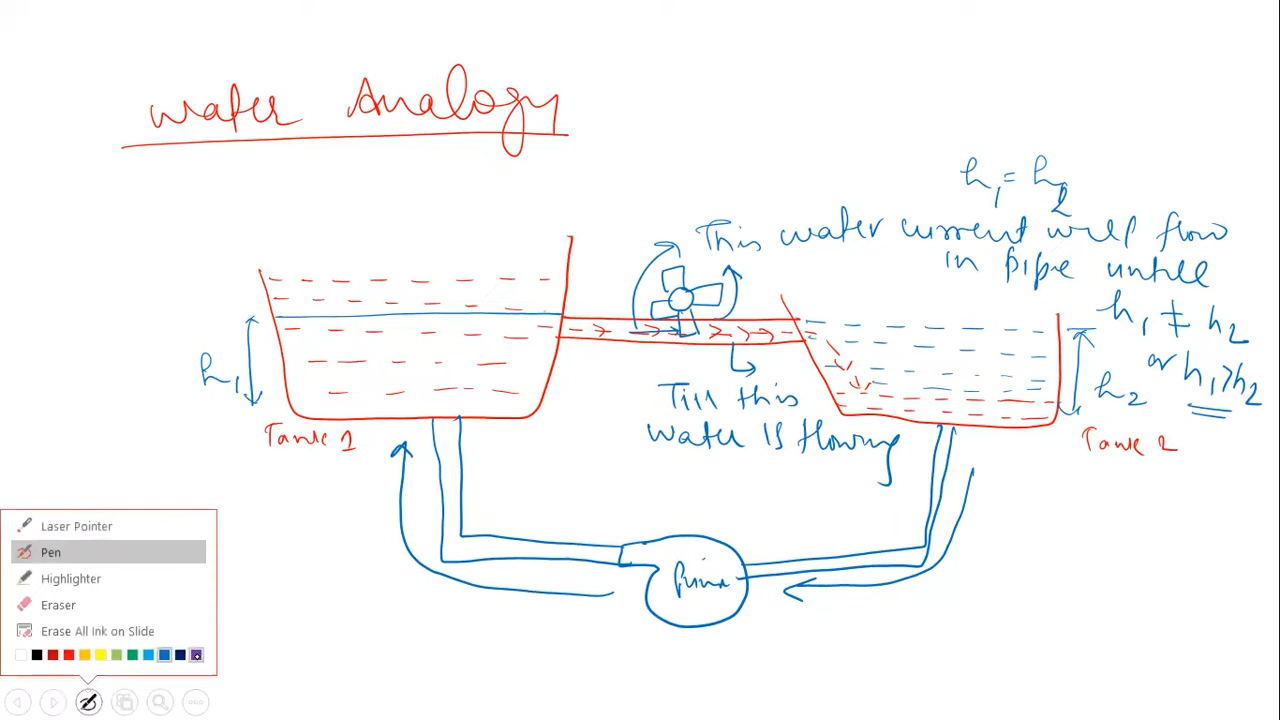 water Analogy
h1 = h2
This water current will flow
in pipe untill
h1 ≠ h2
or h1>h2
h1
h2
Till this
water is flowing
Tank 1
Tank 2
Laser Pointer
Pen
Highlighter
Eraser
Erase All Ink on Slide